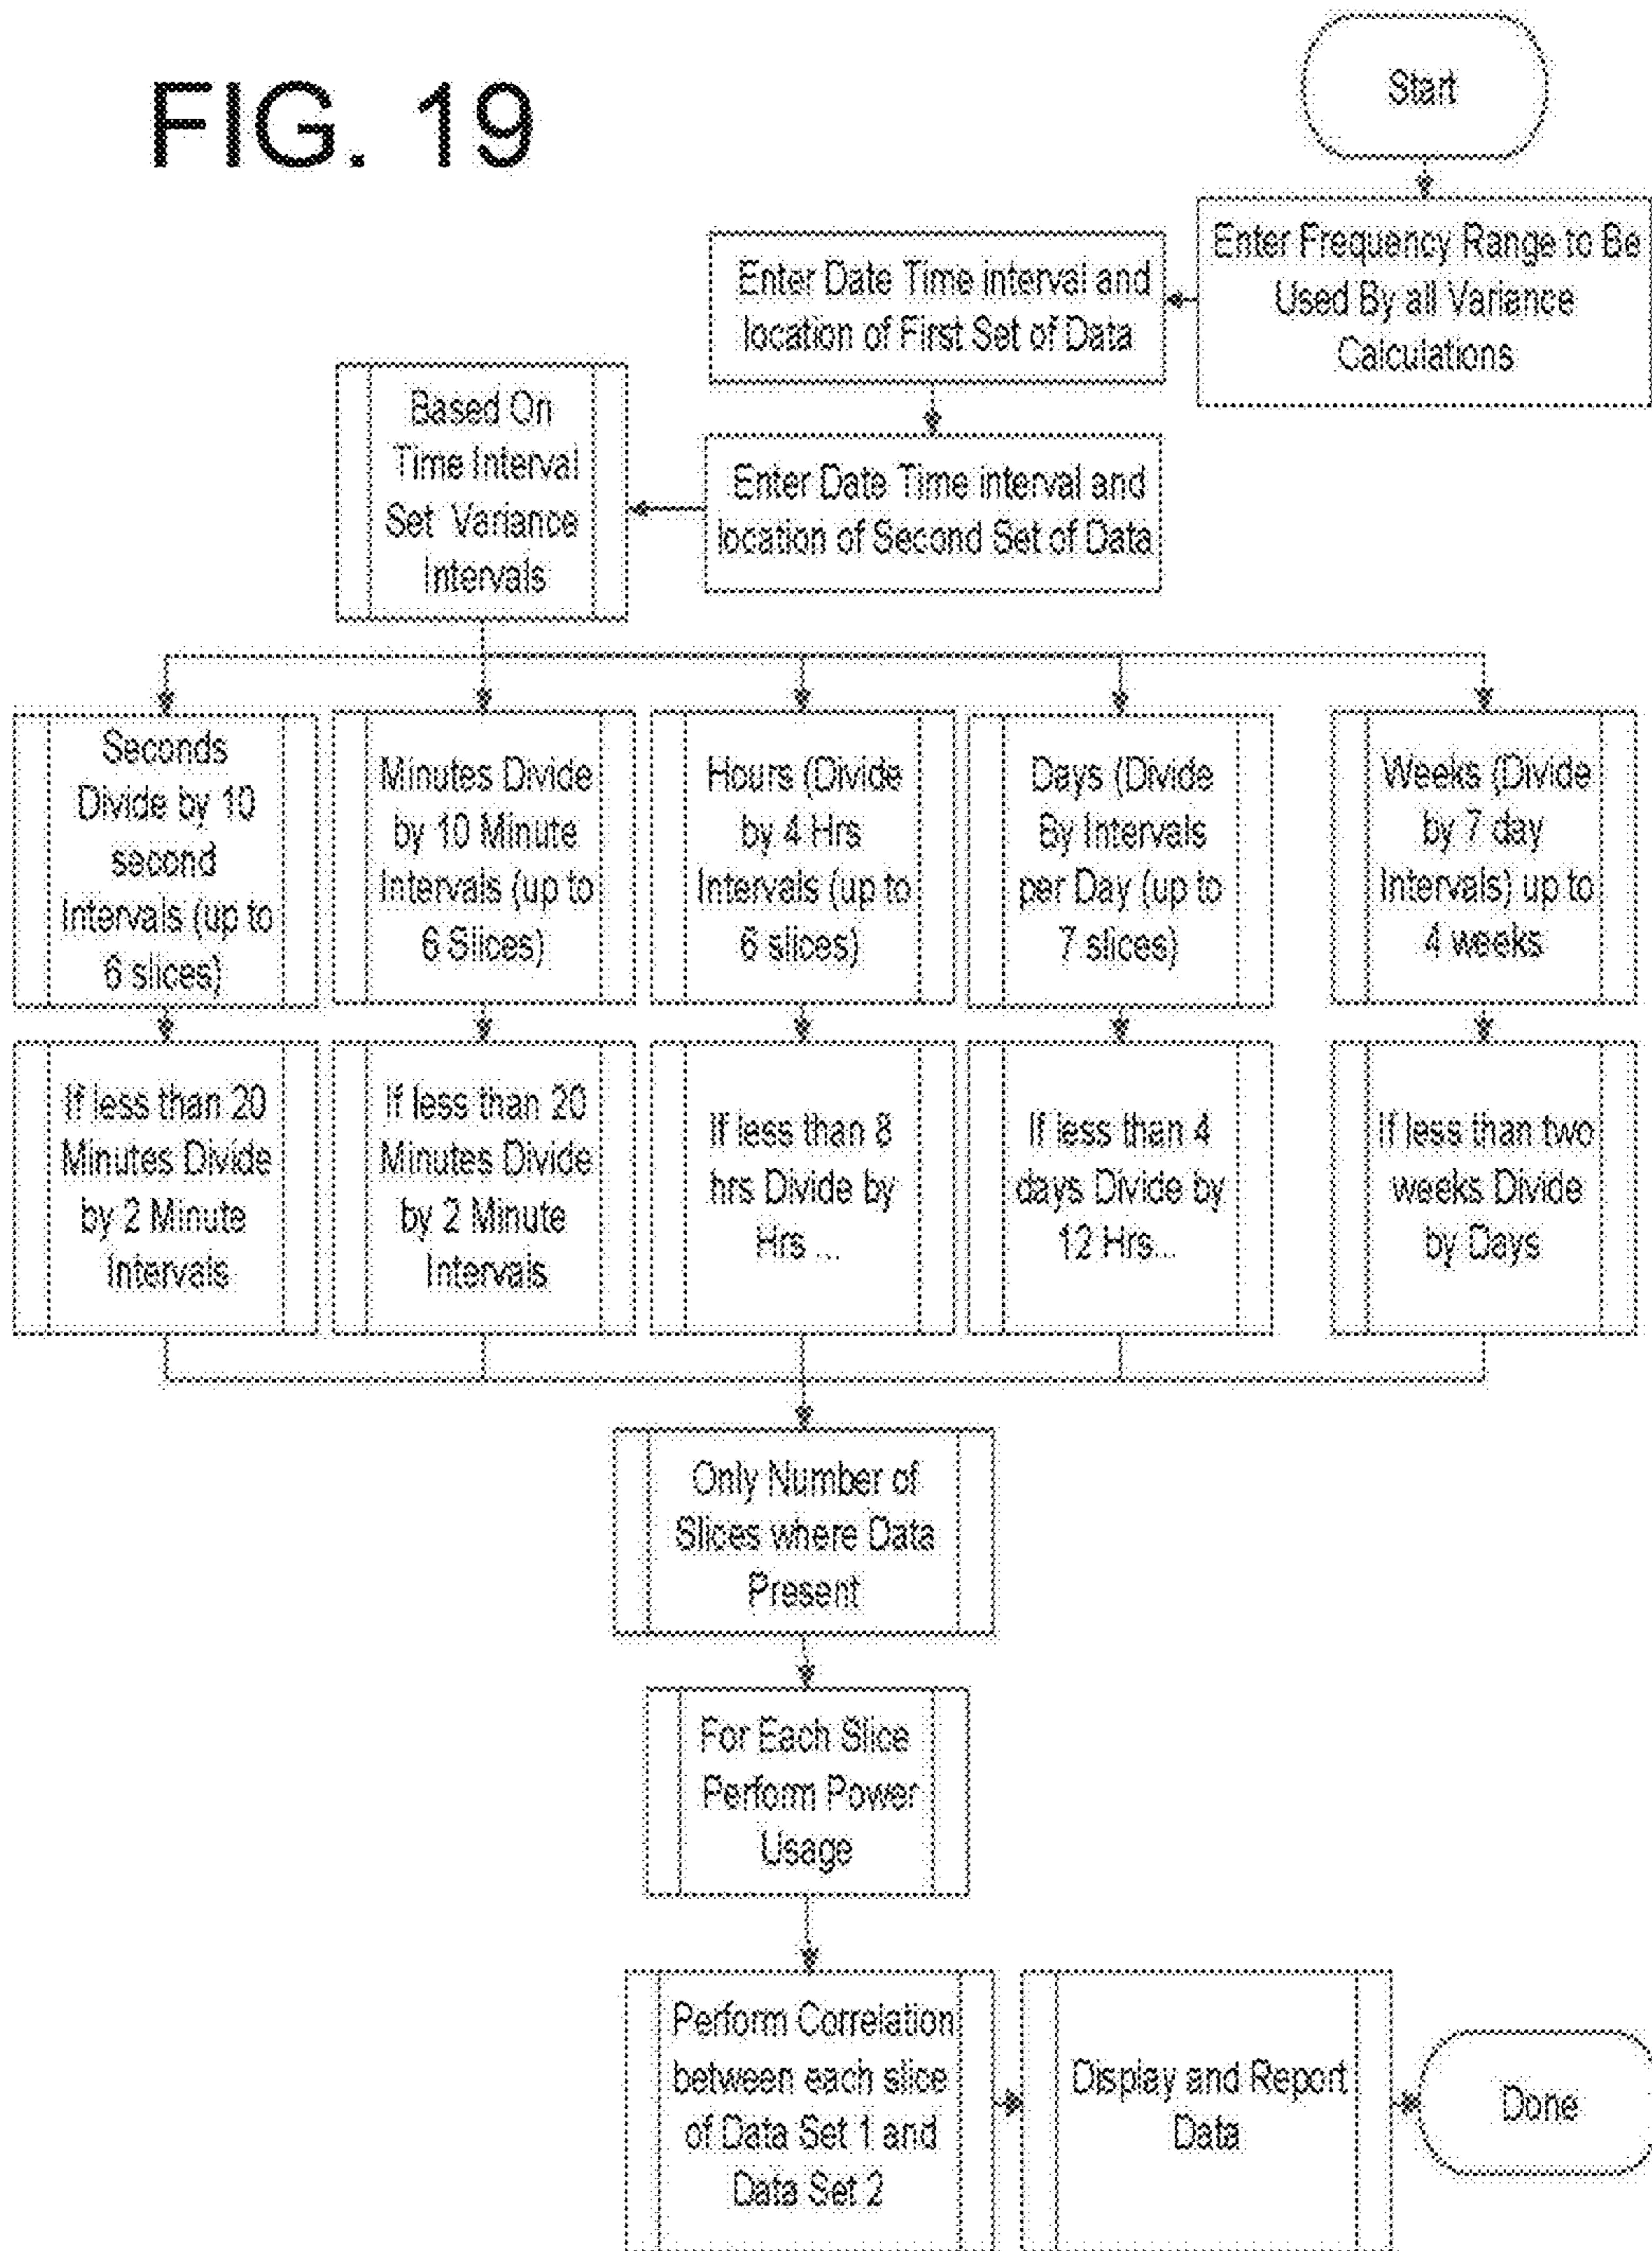 FIG. 19
Start
Enter Frequency Range to Be
Used By all Variance
Calculations
Enter Date Time interval and
location of First Set of Data
Enter Date Time interval and
location of Second Set of Data
Based On
Time Interval
Set Variance
Intervals
Seconds
Divide by 10
second
Intervals (up to
6 slices)
Minutes Divide
by 10 Minute
Intervals (up to
6 Slices)
Hours (Divide
by 4 Hrs
Intervals (up to
6 slices)
Days (Divide
By Intervals
per Day (up to
7 slices)
Weeks (Divide
by 7 day
Intervals) up to
4 weeks
If less than 20
Minutes Divide
by 2 Minute
Intervals
If less than 20
Minutes Divide
by 2 Minute
Intervals
If less than 8
hrs Divide by
Hrs ...
If less than 4
days Divide by
12 Hrs...
If less than two
weeks Divide
by Days
Only Number of
Slices where Data
Present
For Each Slice
Perform Power
Usage
Perform Correlation
between each slice
of Data Set 1 and
Data Set 2
Display and Report
Data
Done